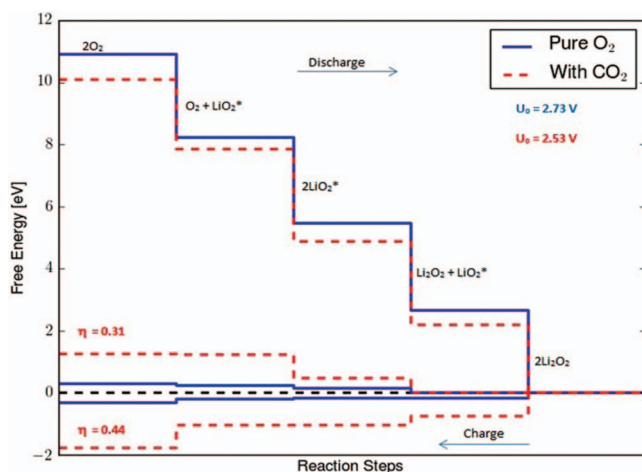 12
10
8
6
4
2
0
−2
Free Energy [eV]
Reaction Steps
2O₂
O₂ + LiO₂*
2LiO₂*
Li₂O₂ + LiO₂*
2Li₂O₂
Discharge
Pure O₂
With CO₂
U₀ = 2.73 V
U₀ = 2.53 V
η = 0.31
η = 0.44
Charge